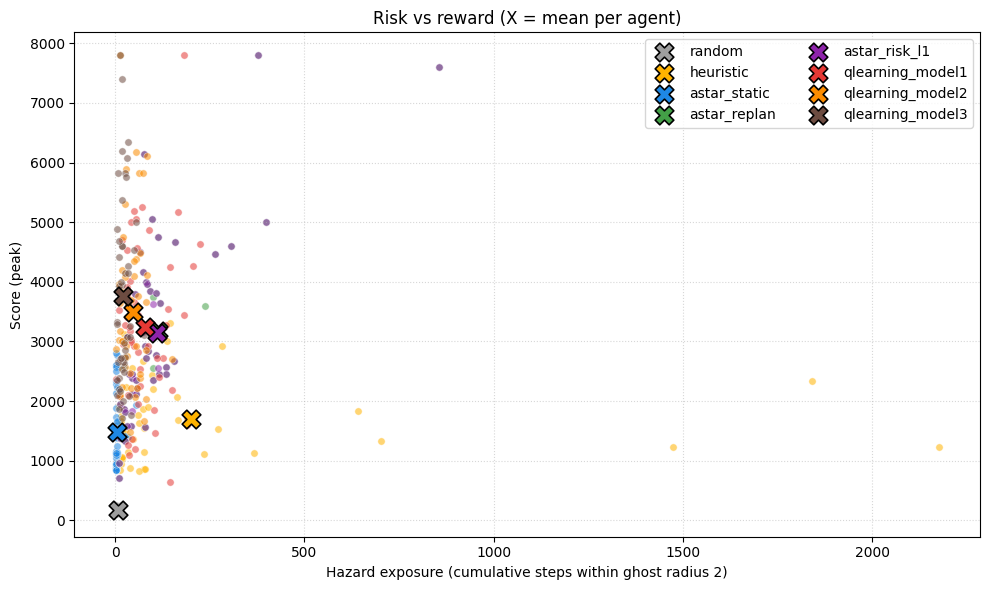 Risk vs reward (X = mean per agent)
8000
7000
6000
5000
4000
3000
2000
1000
0
Score (peak)
random
heuristic
astar_static
astar_replan
astar_risk_l1
qlearning_model1
qlearning_model2
qlearning_model3
0 500 1000 1500 2000
Hazard exposure (cumulative steps within ghost radius 2)